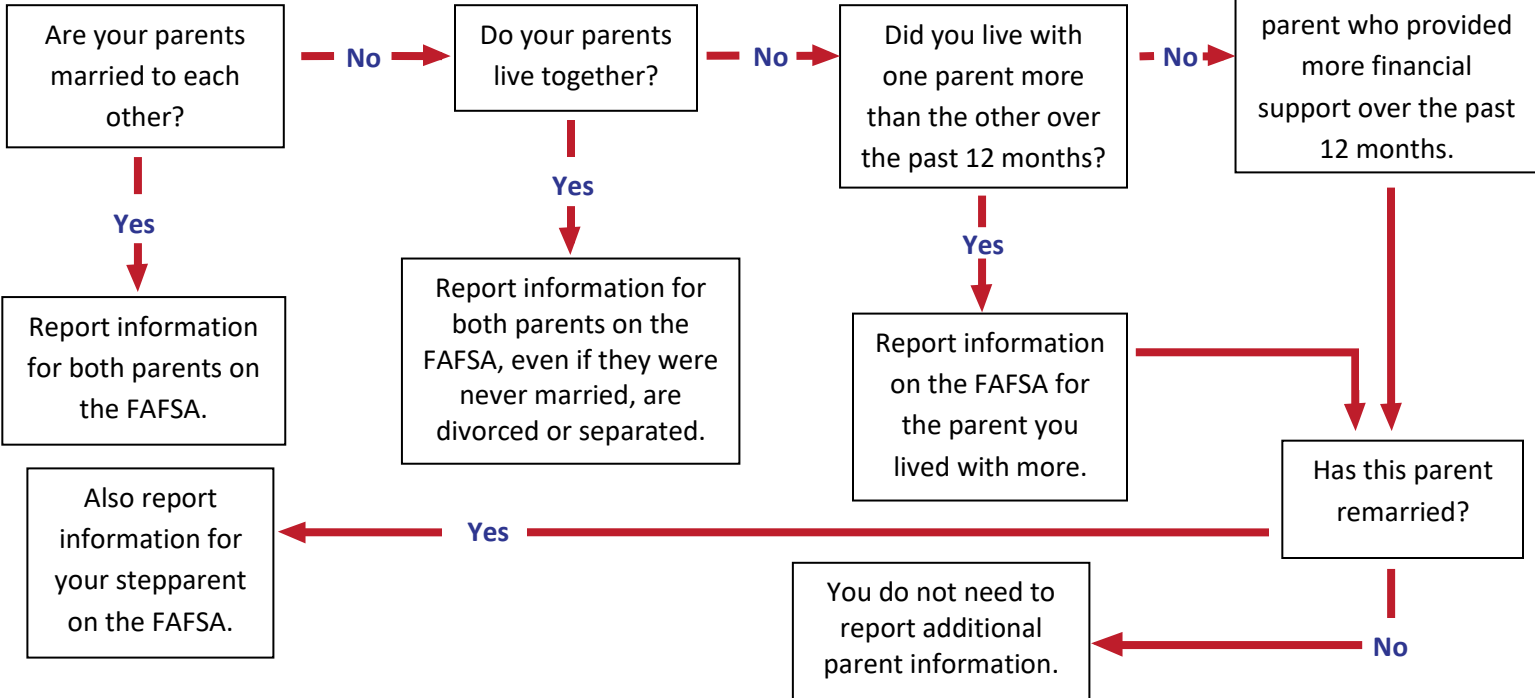 Are your parents
married to each
other?
No
Do your parents
live together?
No
Did you live with
one parent more
than the other over
the past 12 months?
No
parent who provided
more financial
support over the past
12 months.
Yes
Report information
for both parents on
the FAFSA.
Yes
Report information for
both parents on the
FAFSA, even if they were
never married, are
divorced or separated.
Yes
Report information
on the FAFSA for
the parent you
lived with more.
Has this parent
remarried?
Yes
Also report
information for
your stepparent
on the FAFSA.
No
You do not need to
report additional
parent information.